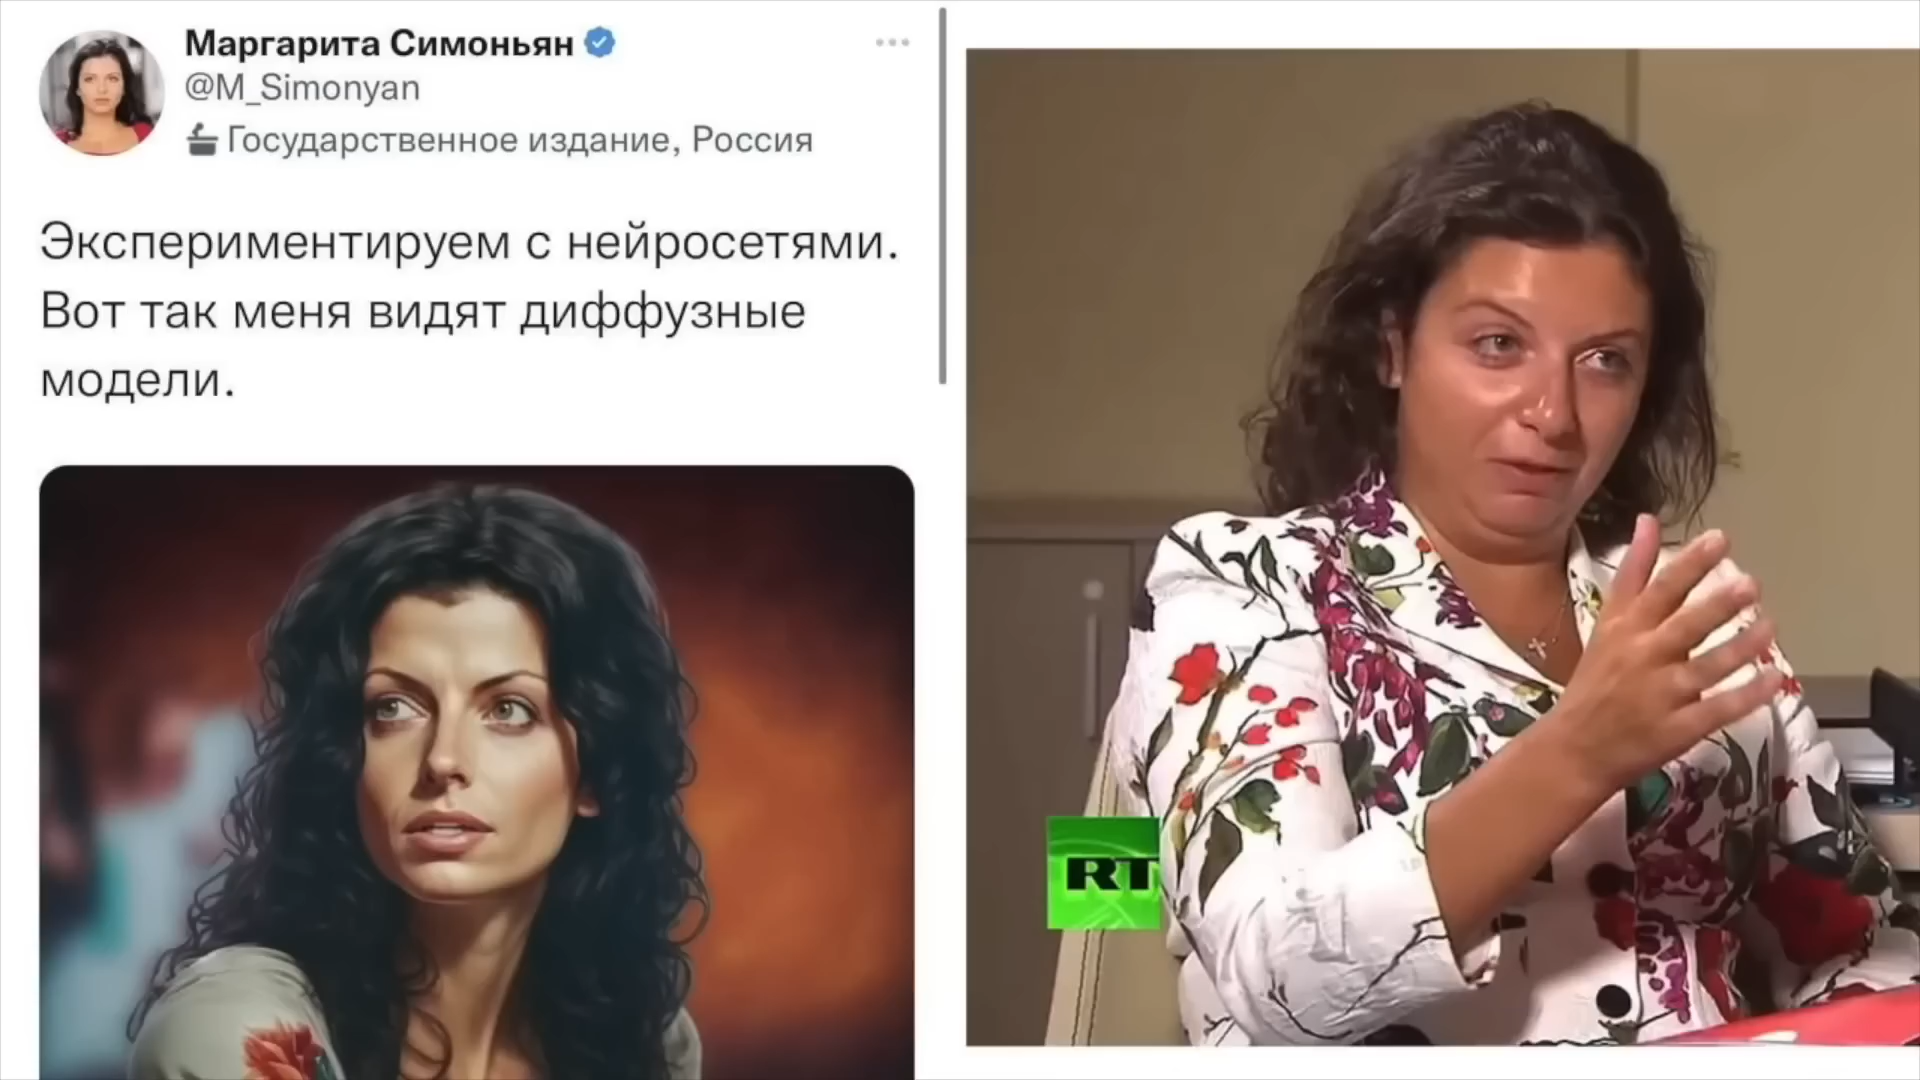 Маргарита Симоньян
@M_Simonyan
Государственное издание, Россия
Экспериментируем с нейросетями.
Вот так меня видят диффузные
модели.
RT